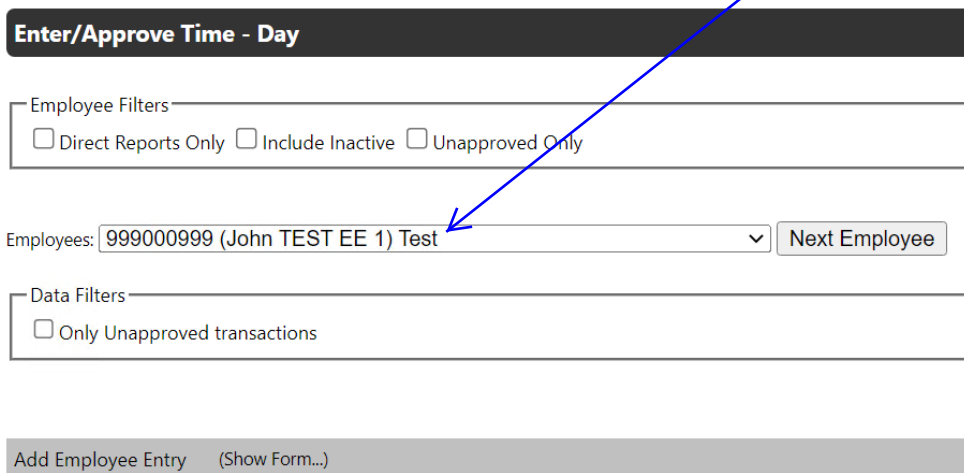 Enter/Approve Time - Day
Employee Filters
Direct Reports Only Include Inactive Unapproved Only
Employees: 999000999 (John TEST EE 1) Test Next Employee
Data Filters
Only Unapproved transactions
Add Employee Entry (Show Form...)